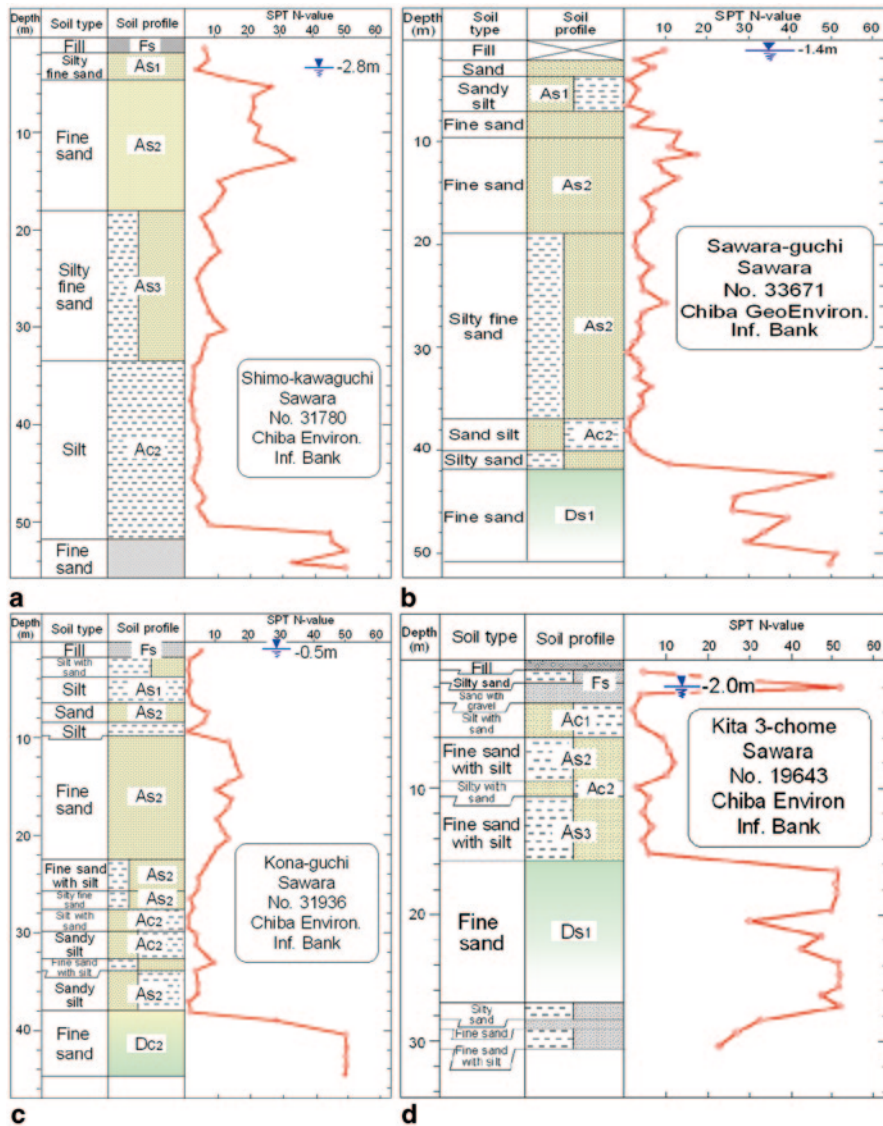 Depth (m) Soil type Soil profile SPT N-value
10 20 30 40 50 60
Fill Fs
Silty fine sand As1
-2.8m
Fine sand As2
10
20
Silty fine sand As3
30
Shimo-kawaguchi
Sawara
No. 31780
Chiba Environ.
Inf. Bank
40
Silt Ac2
50
Fine sand
a
Depth (m) Soil type Soil profile SPT N-value
0 10 20 30 40 50 60
Fill
-1.4m
Sand
Sandy silt As1
Fine sand
10
Fine sand As2
20
Sawara-guchi
Sawara
No. 33671
Chiba GeoEnviron.
Inf. Bank
Silty fine sand As2
30
Sand silt Ac2
40
Silty sand
Fine sand Ds1
50
b
Depth (m) Soil type Soil profile SPT N-value
10 20 30 40 50 60
Fill Fs
-0.5m
Silt with sand
Silt As1
Sand As2
Silt
10
Fine sand As2
20
Fine sand with silt As2
Silty fine sand As2
Silt with sand Ac2
Sandy silt Ac2
30
Fine sand with silt
Sandy silt As2
Kona-guchi
Sawara
No. 31936
Chiba Environ.
Inf. Bank
40
Fine sand Dc2
c
Depth (m) Soil type Soil profile SPT N-value
0 10 20 30 40 50 60
Fill
Silty sand Fs
-2.0m
Sand with gravel
Silt with sand Ac1
Fine sand with silt As2
10
Silty with sand Ac2
Fine sand with silt As3
Kita 3-chome
Sawara
No. 19643
Chiba Environ
Inf. Bank
20
Fine sand Ds1
Silty sand
Fine sand
30
Fine sand with silt
d